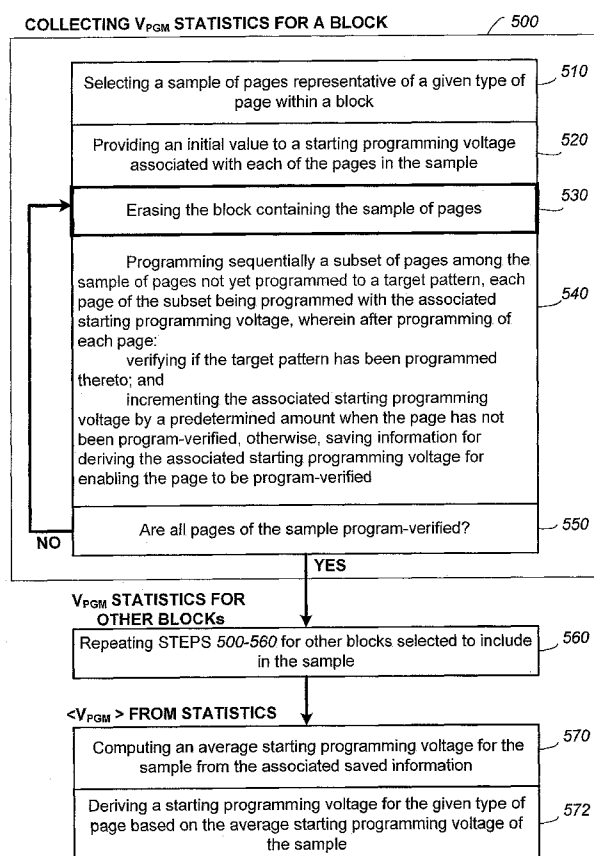 COLLECTING VPGM STATISTICS FOR A BLOCK
500
Selecting a sample of pages representative of a given type of
page within a block
510
Providing an initial value to a starting programming voltage
associated with each of the pages in the sample
520
Erasing the block containing the sample of pages
530
Programming sequentially a subset of pages among the
sample of pages not yet programmed to a target pattern, each
page of the subset being programmed with the associated
starting programming voltage, wherein after programming of
each page:
verifying if the target pattern has been programmed
thereto; and
incrementing the associated starting programming
voltage by a predetermined amount when the page has not
been program-verified, otherwise, saving information for
deriving the associated starting programming voltage for
enabling the page to be program-verified
540
Are all pages of the sample program-verified?
550
NO
YES
VPGM STATISTICS FOR
OTHER BLOCKs
Repeating STEPS 500-560 for other blocks selected to include
in the sample
560
<VPGM > FROM STATISTICS
Computing an average starting programming voltage for the
sample from the associated saved information
570
Deriving a starting programming voltage for the given type of
page based on the average starting programming voltage of
the sample
572